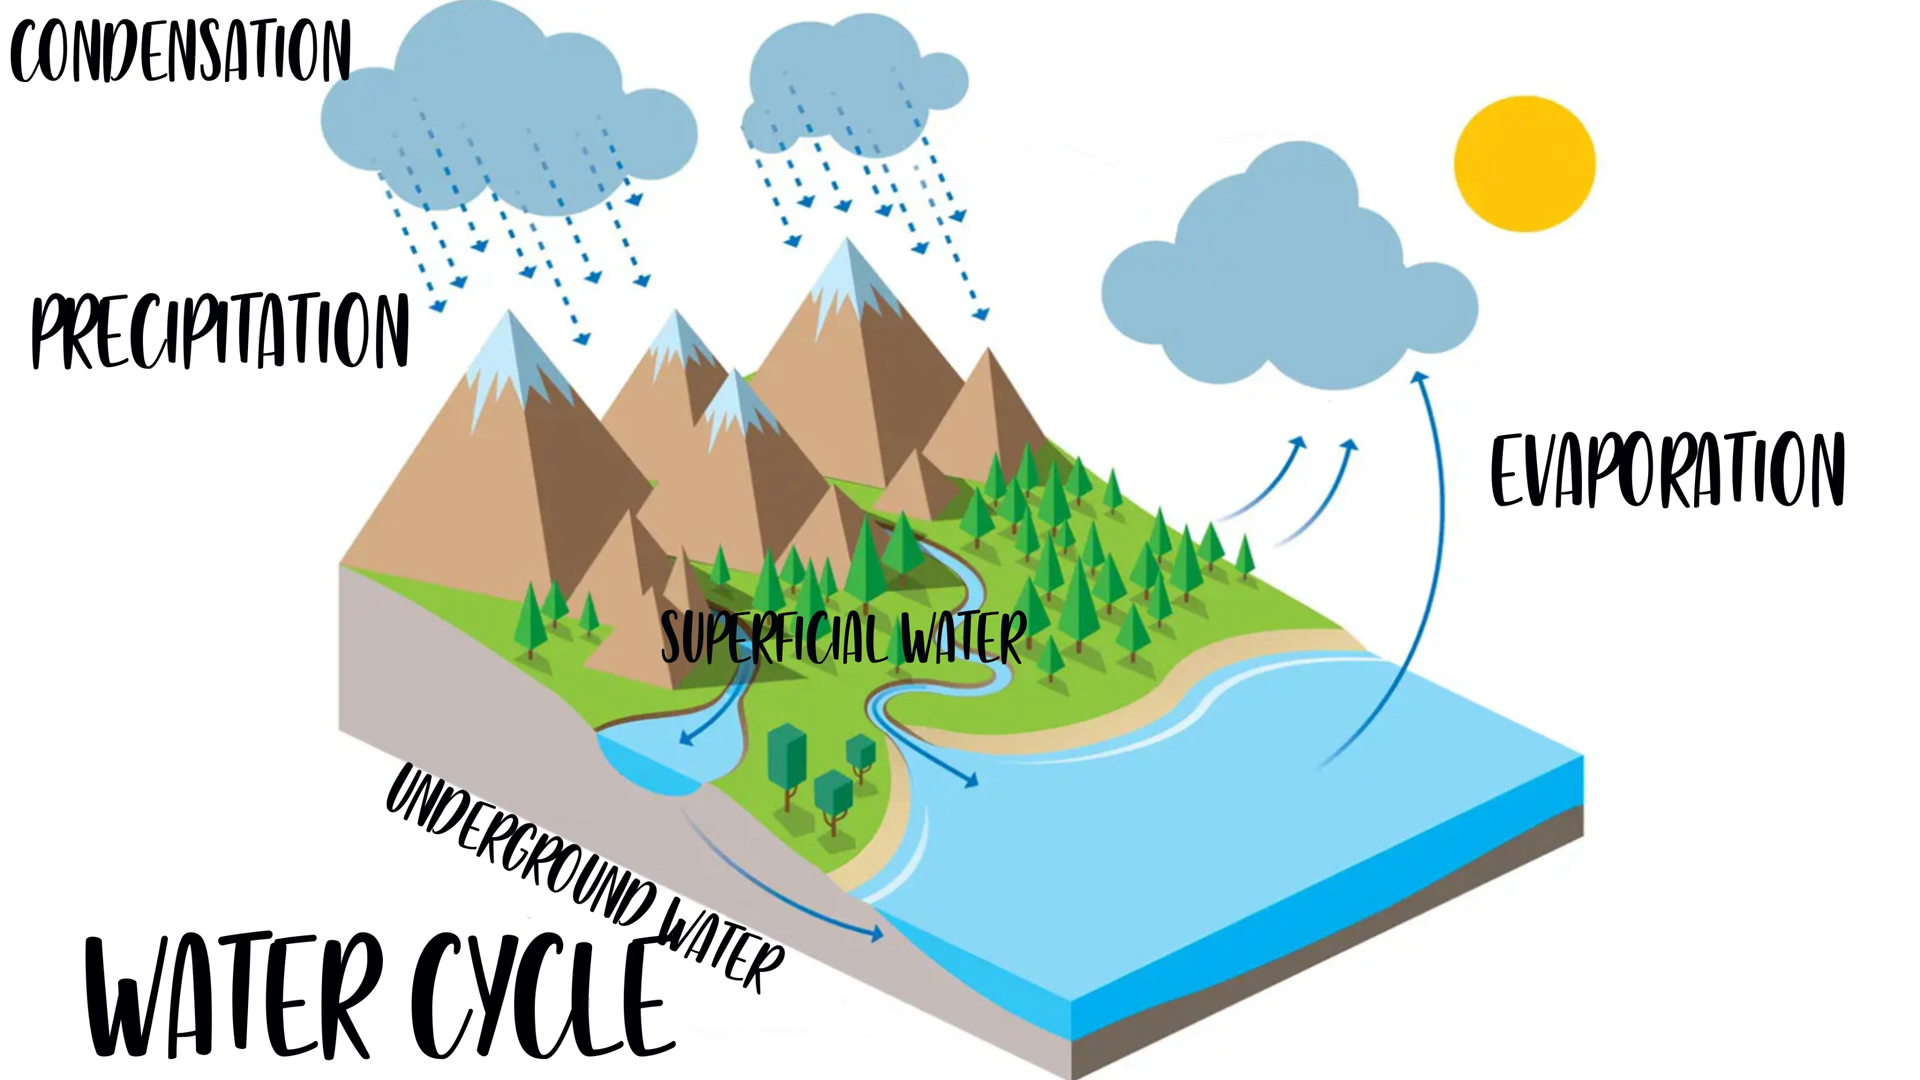 CONDENSATION
PRECIPITATION
EVAPORATION
SUPERFICIAL WATER
UNDERGROUND WATER
WATER CYCLE